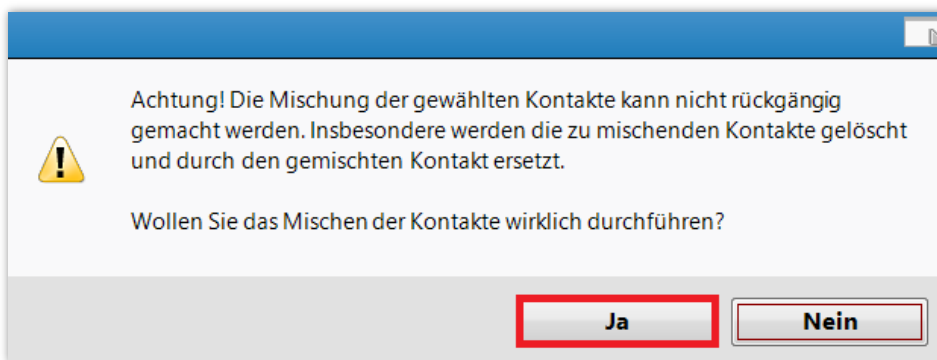 Achtung! Die Mischung der gewählten Kontakte kann nicht rückgängig
gemacht werden. Insbesondere werden die zu mischenden Kontakte gelöscht
und durch den gemischten Kontakt ersetzt.
Wollen Sie das Mischen der Kontakte wirklich durchführen?
Ja
Nein